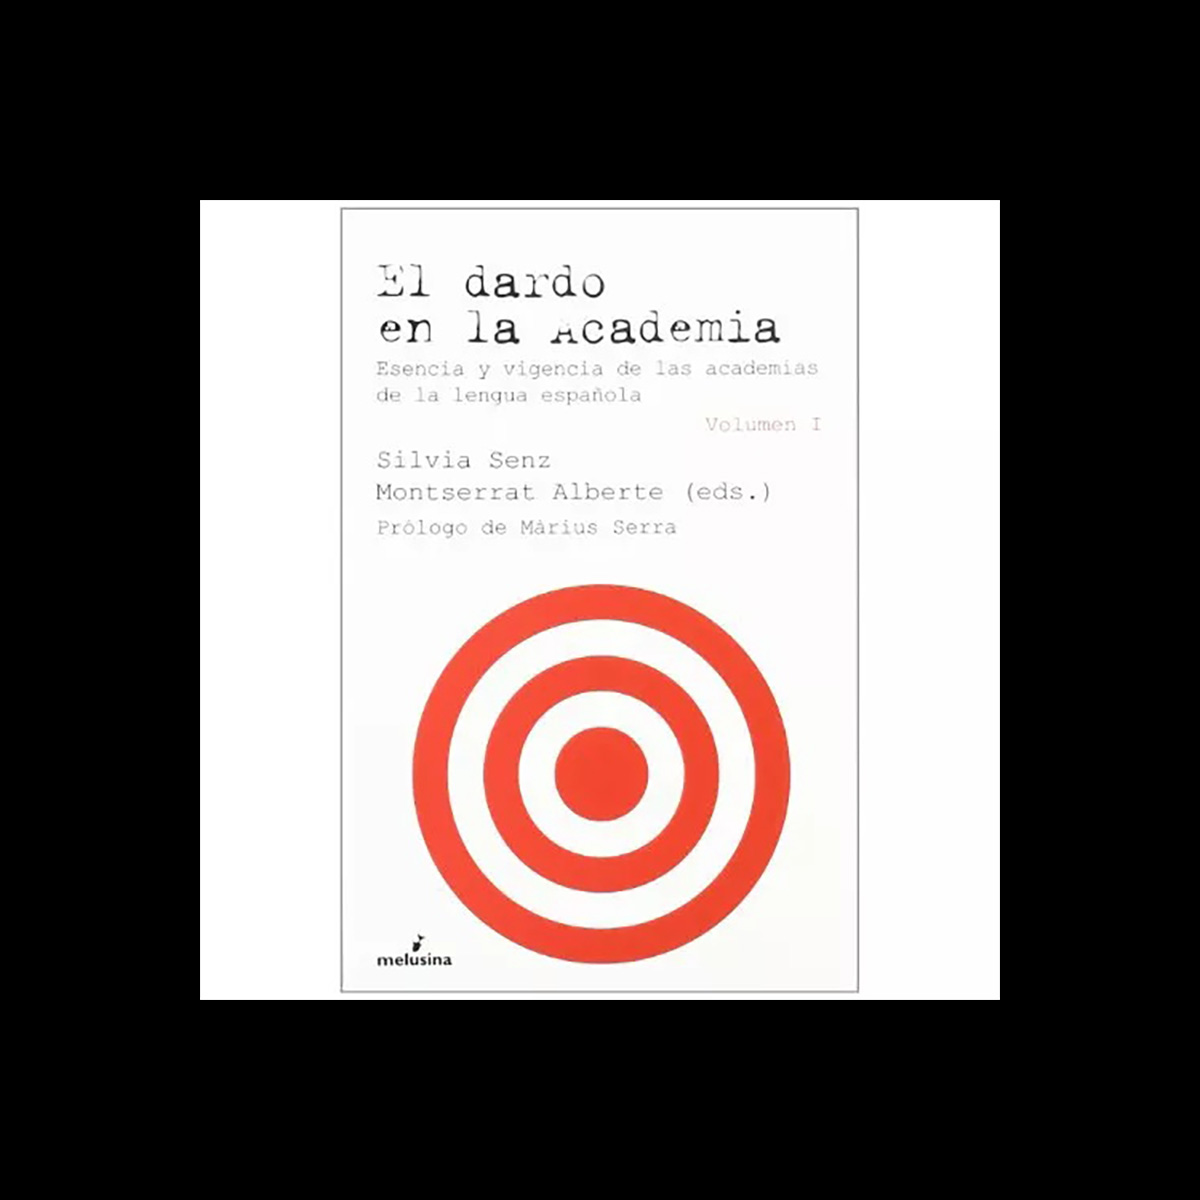 El dardo
en la Academia
Esencia y vigencia de las academias
de la lengua española
Volumen I
Silvia Senz
Montserrat Alberte (eds.)
Prólogo de Màrius Serra
melusina